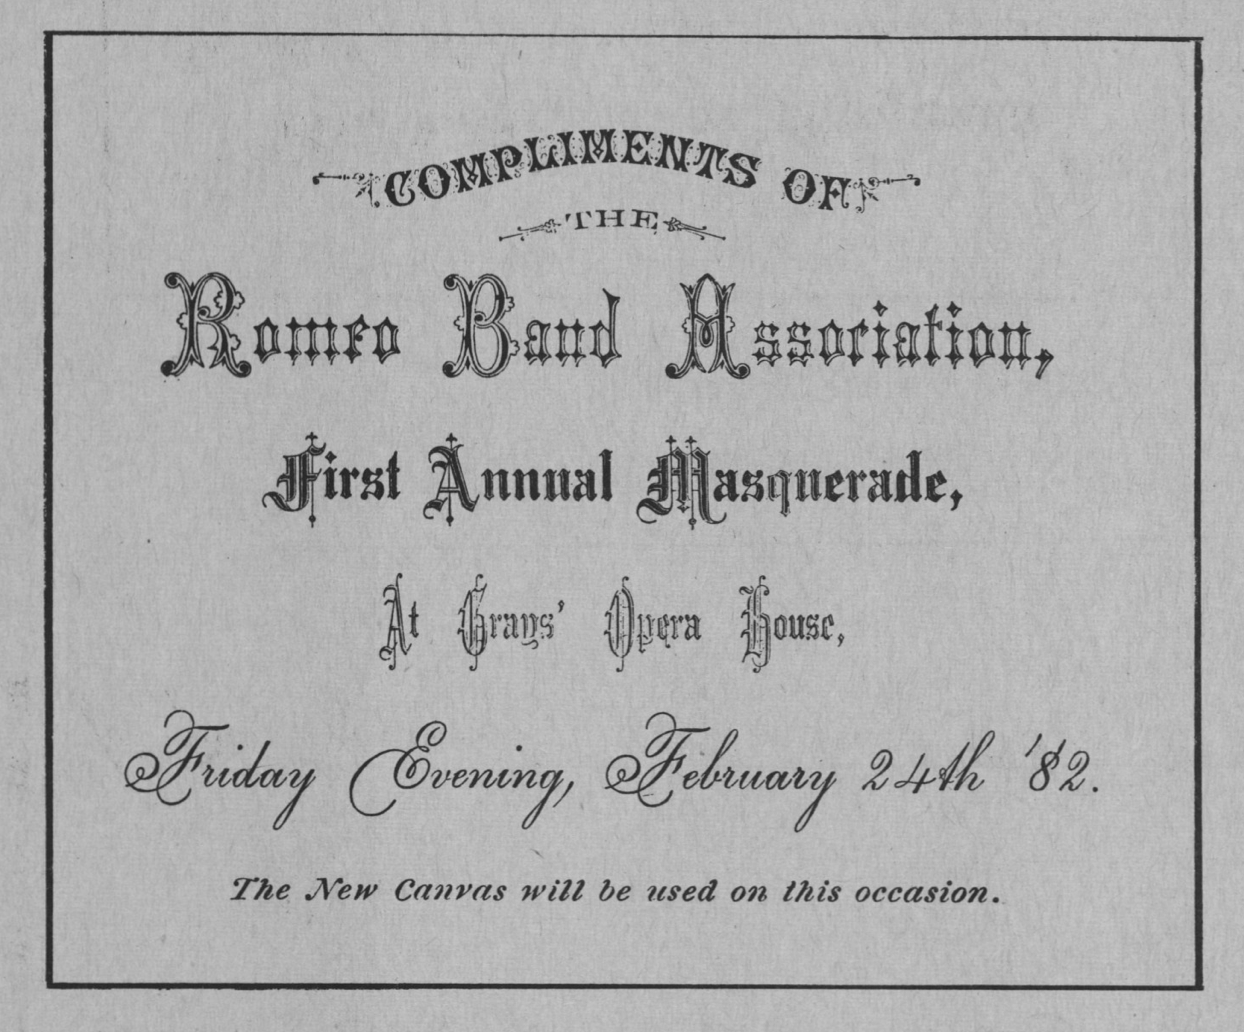 COMPLIMENTS OF
THE
Romeo Band Association,
First Annual Masquerade,
At Grays' Opera House,
Friday Evening, February 24th '82.
The New Canvas will be used on this occasion.